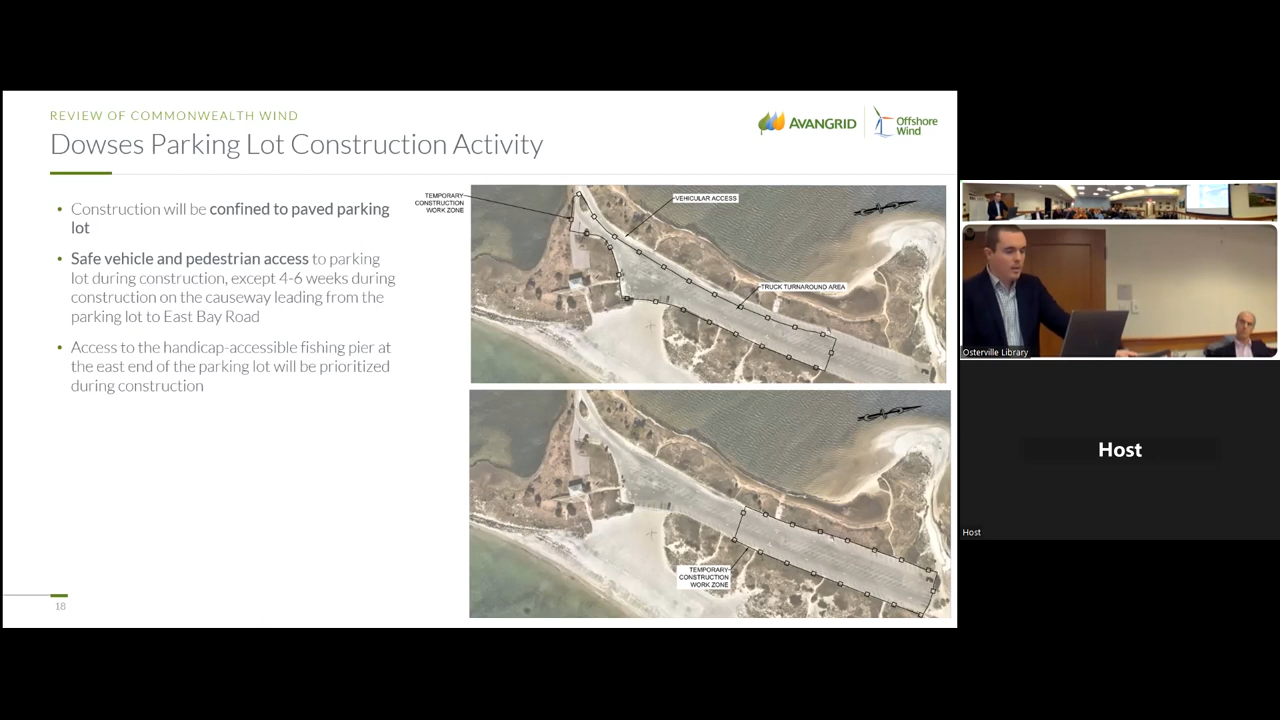 REVIEW OF COMMONWEALTH WIND
Dowses Parking Lot Construction Activity
AVANGRID
Offshore
Wind
• Construction will be confined to paved parking
lot
• Safe vehicle and pedestrian access to parking
lot during construction, except 4-6 weeks during
construction on the causeway leading from the
parking lot to East Bay Road
• Access to the handicap-accessible fishing pier at
the east end of the parking lot will be prioritized
during construction
TEMPORARY
CONSTRUCTION
WORK ZONE
VEHICULAR ACCESS
TRUCK TURNAROUND AREA
TEMPORARY
CONSTRUCTION
WORK ZONE
18
Osterville Library
Host
Host